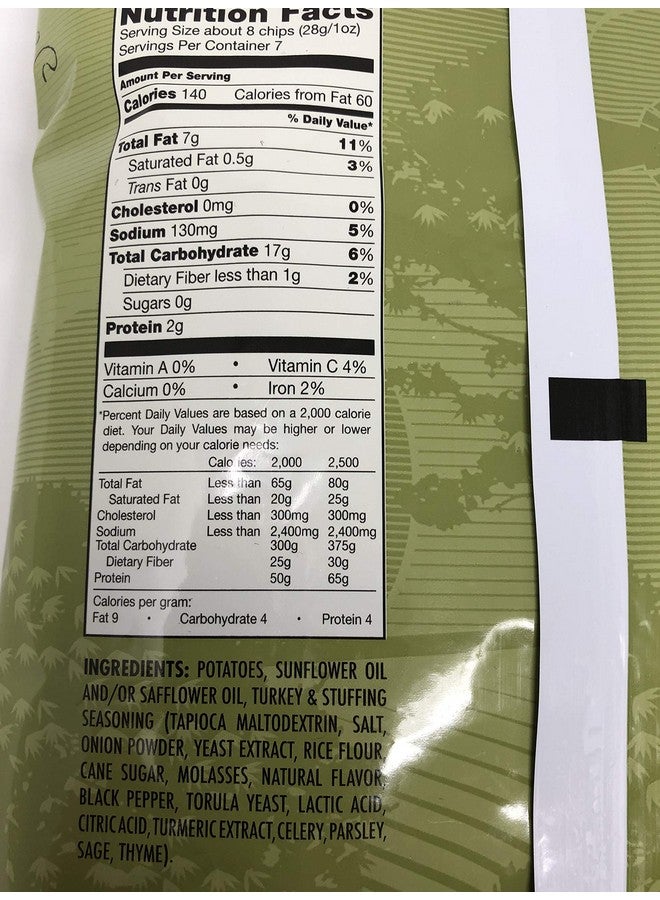 Nutrition Facts
Serving Size about 8 chips (28g/1oz)
Servings Per Container 7
Amount Per Serving
Calories 140 Calories from Fat 60
% Daily Value*
Total Fat 7g 11%
Saturated Fat 0.5g 3%
Trans Fat 0g
Cholesterol 0mg 0%
Sodium 130mg 5%
Total Carbohydrate 17g 6%
Dietary Fiber less than 1g 2%
Sugars 0g
Protein 2g
Vitamin A 0% • Vitamin C 4%
Calcium 0% • Iron 2%
*Percent Daily Values are based on a 2,000 calorie
diet. Your Daily Values may be higher or lower
depending on your calorie needs:
Calories: 2,000 2,500
Total Fat Less than 65g 80g
Saturated Fat Less than 20g 25g
Cholesterol Less than 300mg 300mg
Sodium Less than 2,400mg 2,400mg
Total Carbohydrate 300g 375g
Dietary Fiber 25g 30g
Protein 50g 65g
Calories per gram:
Fat 9 • Carbohydrate 4 • Protein 4
INGREDIENTS: POTATOES, SUNFLOWER OIL
AND/OR SAFFLOWER OIL, TURKEY & STUFFING
SEASONING (TAPIOCA MALTODEXTRIN, SALT,
ONION POWDER, YEAST EXTRACT, RICE FLOUR,
CANE SUGAR, MOLASSES, NATURAL FLAVOR,
BLACK PEPPER, TORULA YEAST, LACTIC ACID,
CITRIC ACID, TURMERIC EXTRACT, CELERY, PARSLEY,
SAGE, THYME).